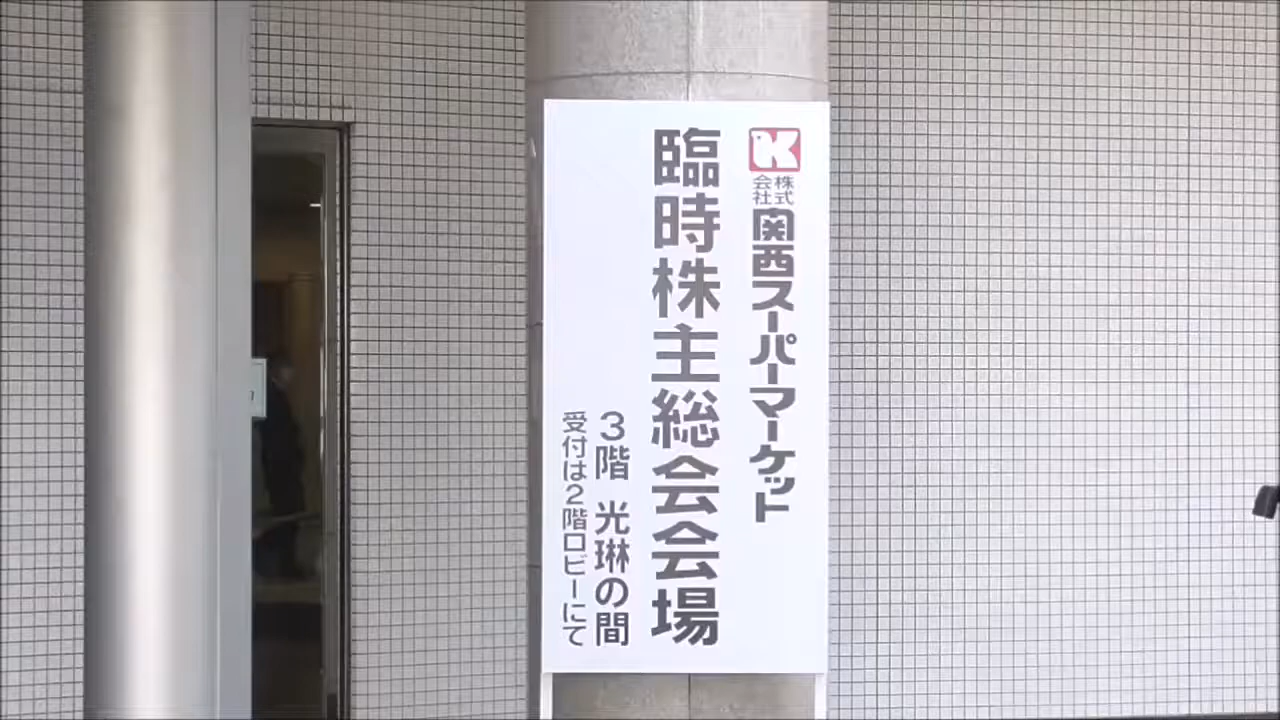 株式会社関西スーパーマーケット
臨時株主総会会場
3階 光琳の間
受付は2階ロビーにて